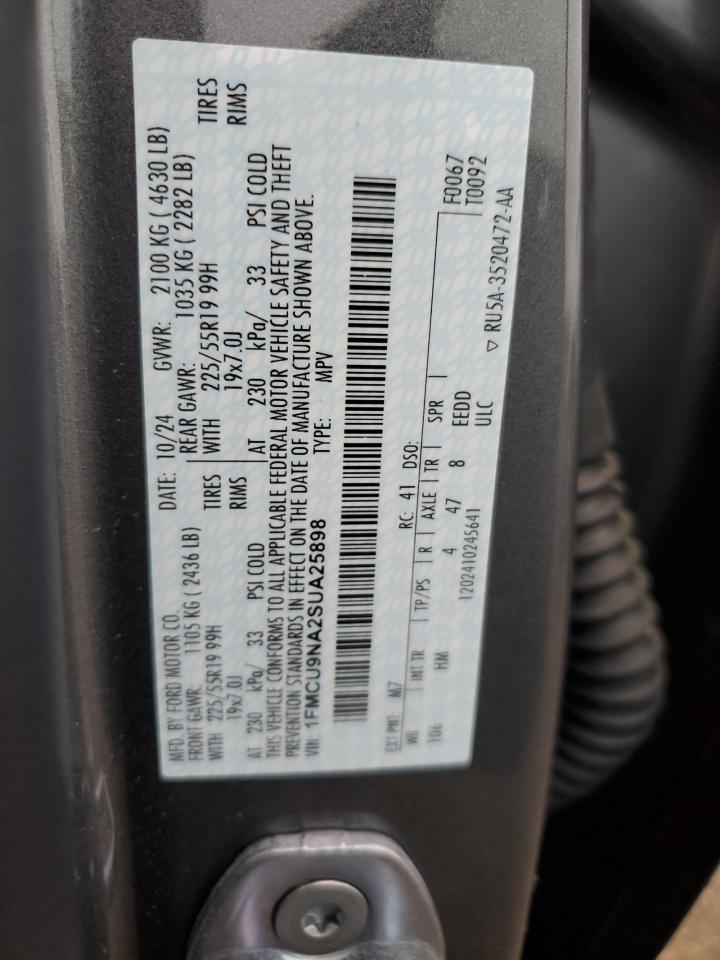 MFD. BY FORD MOTOR CO. DATE: 10/24 GVWR: 2100 KG ( 4630 LB)
FRONT GAWR: 1105 KG ( 2436 LB) REAR GAWR: 1035 KG ( 2282 LB)
WITH 225/55R19 99H TIRES WITH 225/55R19 99H TIRES
19x7.0J RIMS 19x7.0J RIMS
AT 230 kPa/ 33 PSI COLD AT 230 kPa/ 33 PSI COLD
THIS VEHICLE CONFORMS TO ALL APPLICABLE FEDERAL MOTOR VEHICLE SAFETY AND THEFT
PREVENTION STANDARDS IN EFFECT ON THE DATE OF MANUFACTURE SHOWN ABOVE.
VIN: 1FMCU9NA2SUA25898 TYPE: MPV
EXT PNT: M7 RC: 41 DSO:
WB INT TR TP/PS R AXLE TR SPR F0067
106 HM 4 47 8 EEDD T0092
1202410245641 ULC ▽ RU5A-3520472-AA